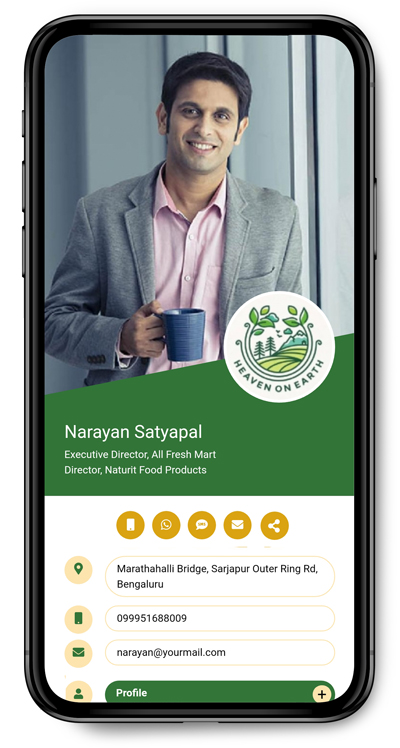 HEAVEN ON EARTH
Narayan Satyapal
Executive Director, All Fresh Mart
Director, Naturit Food Products
SMS
Marathahalli Bridge, Sarjapur Outer Ring Rd,
Bengaluru
099951688009
narayan@yourmail.com
Profile